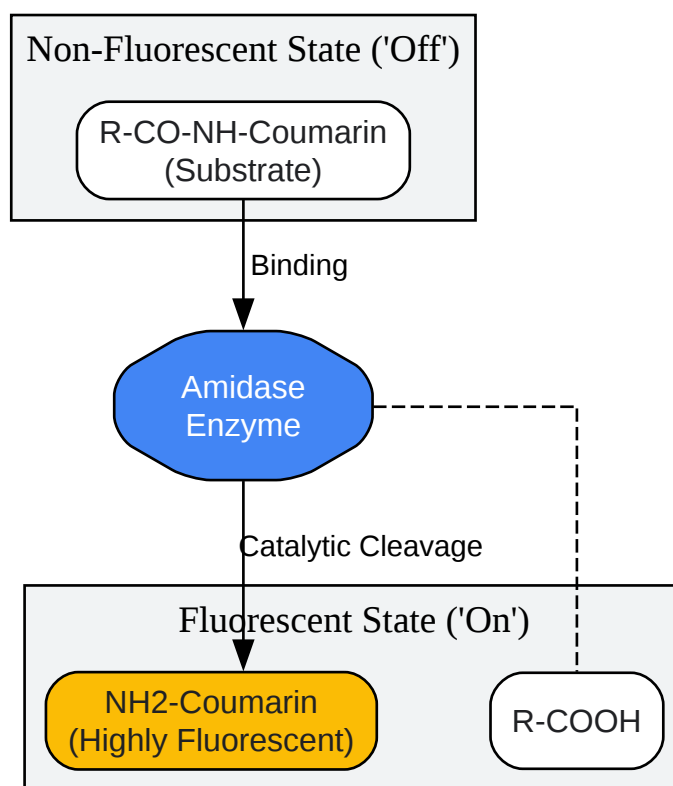 Non-Fluorescent State ('Off')
R-CO-NH-Coumarin
(Substrate)
Binding
Amidase
Enzyme
Catalytic Cleavage
Fluorescent State ('On')
NH2-Coumarin
(Highly Fluorescent)
R-COOH